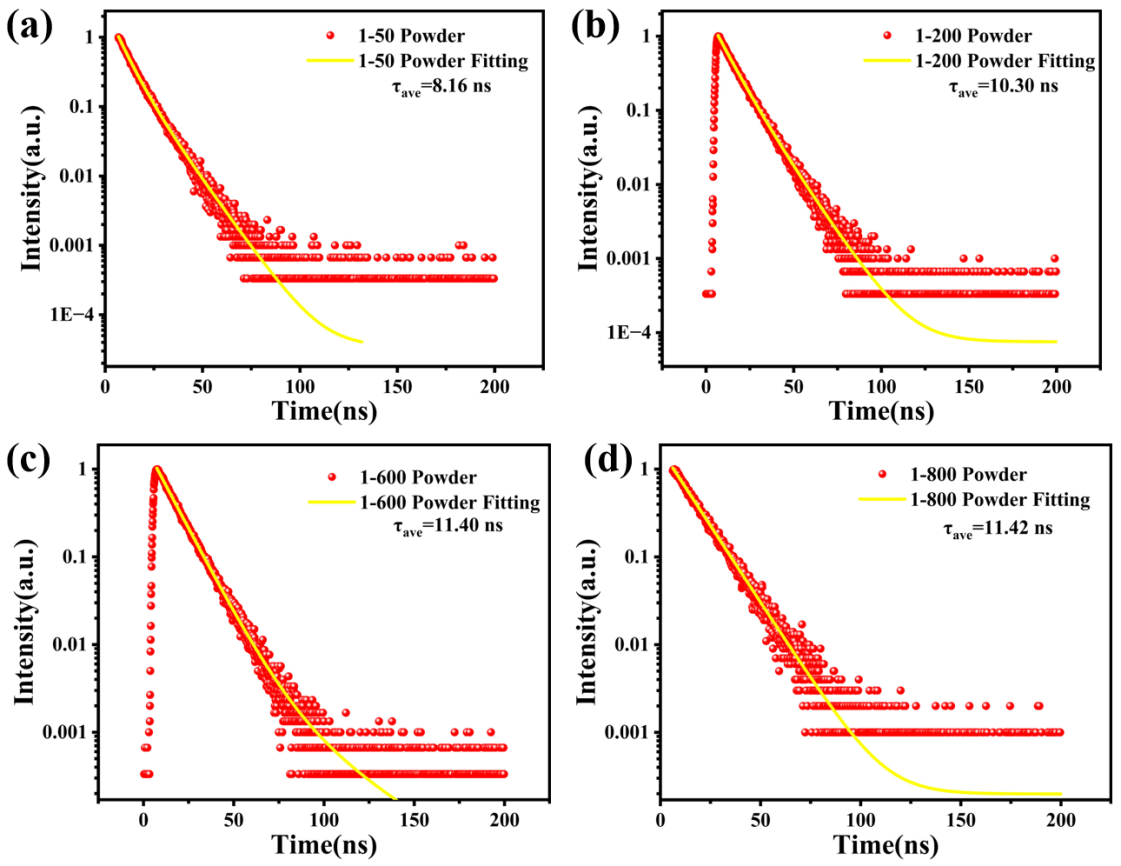 (a)
1-50 Powder
1-50 Powder Fitting
τave=8.16 ns
Intensity(a.u.)
1
0.1
0.01
0.001
1E−4
0 50 100 150 200
Time(ns)
(b)
1-200 Powder
1-200 Powder Fitting
τave=10.30 ns
Intensity(a.u.)
1
0.1
0.01
0.001
1E−4
0 50 100 150 200
Time(ns)
(c)
1-600 Powder
1-600 Powder Fitting
τave=11.40 ns
Intensity(a.u.)
1
0.1
0.01
0.001
0 50 100 150 200
Time(ns)
(d)
1-800 Powder
1-800 Powder Fitting
τave=11.42 ns
Intensity(a.u.)
1
0.1
0.01
0.001
0 50 100 150 200
Time(ns)